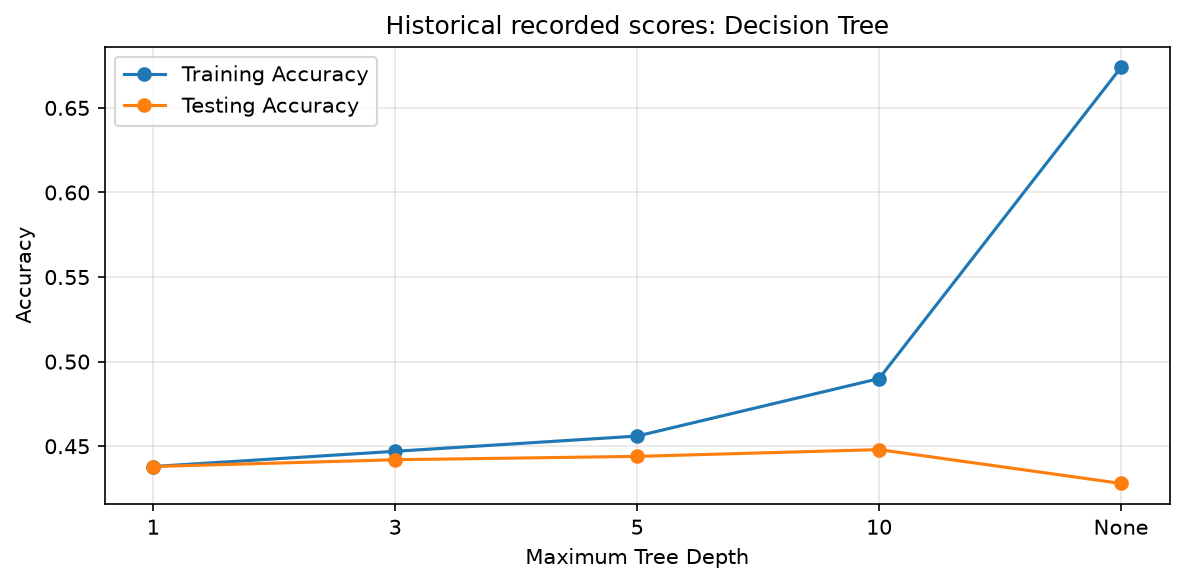 Historical recorded scores: Decision Tree
Training Accuracy
Testing Accuracy
0.65
0.60
0.55
0.50
0.45
Accuracy
1 3 5 10 None
Maximum Tree Depth